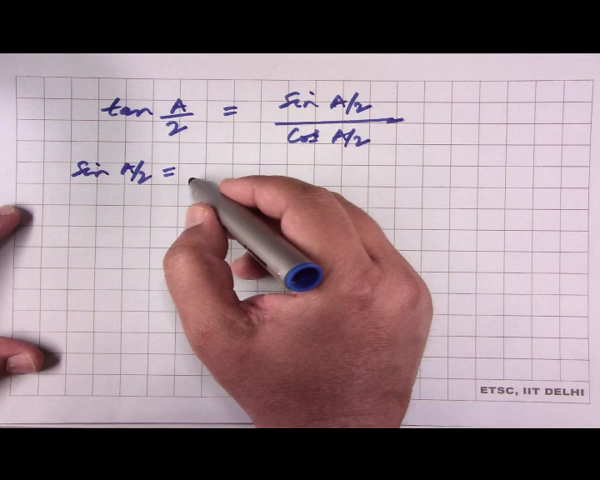 tan A/2 = sin A/2 / cos A/2
sin A/2 =
ETSC, IIT DELHI